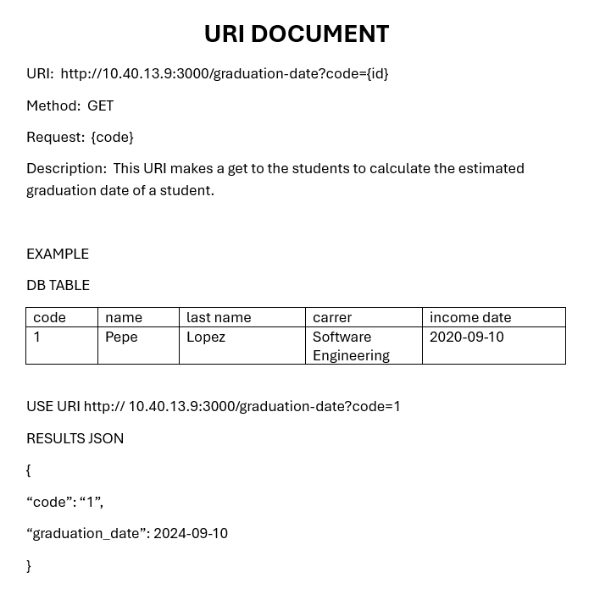 URI DOCUMENT
URI:  http://10.40.13.9:3000/graduation-date?code={id}
Method:  GET
Request:  {code}
Description:  This URI makes a get to the students to calculate the estimated
graduation date of a student.
EXAMPLE
DB TABLE
code name last name carrer income date
1 Pepe Lopez Software 2020-09-10
Engineering
USE URI http:// 10.40.13.9:3000/graduation-date?code=1
RESULTS JSON
{
“code”: “1”,
“graduation_date”: 2024-09-10
}